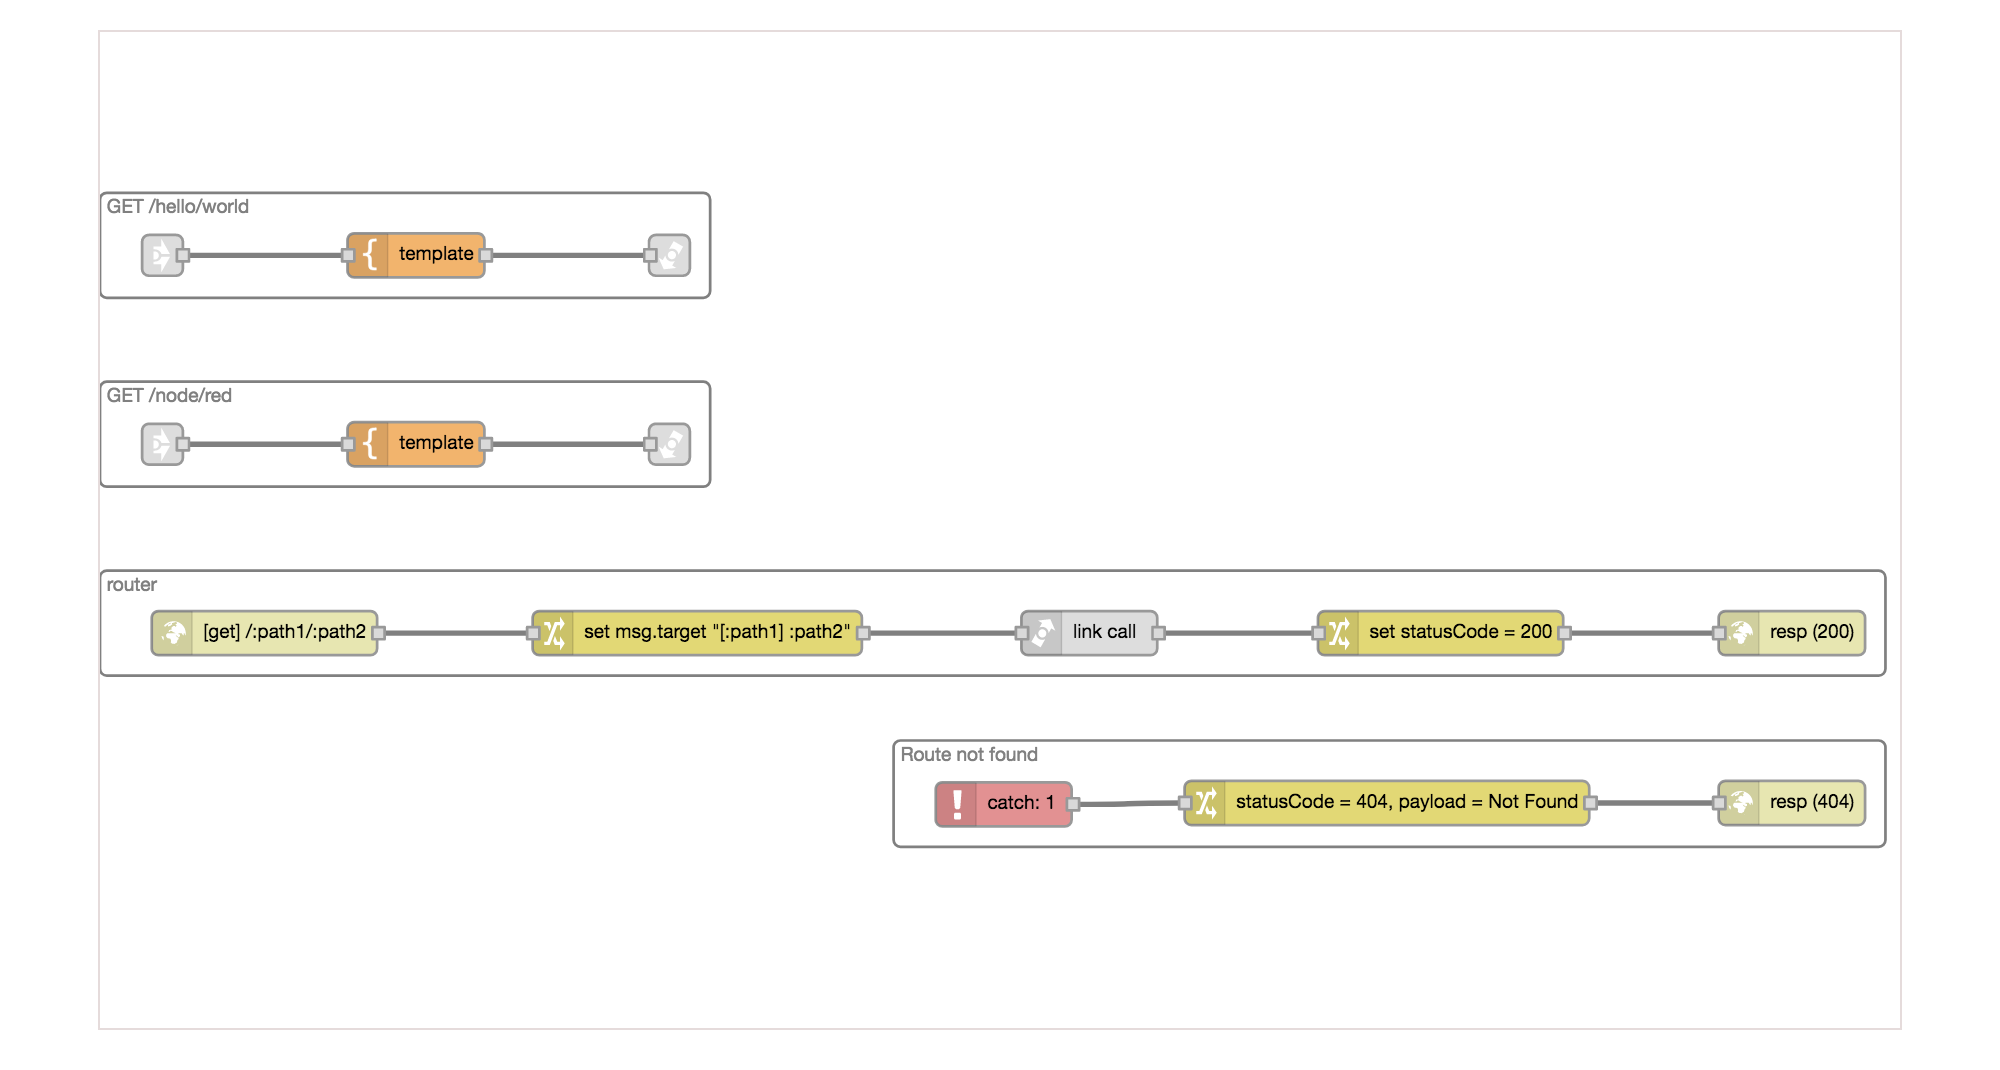 GET /hello/world
template
GET /node/red
template
router
[get] /:path1/:path2
set msg.target "[:path1] :path2"
link call
set statusCode = 200
resp (200)
Route not found
catch: 1
statusCode = 404, payload = Not Found
resp (404)